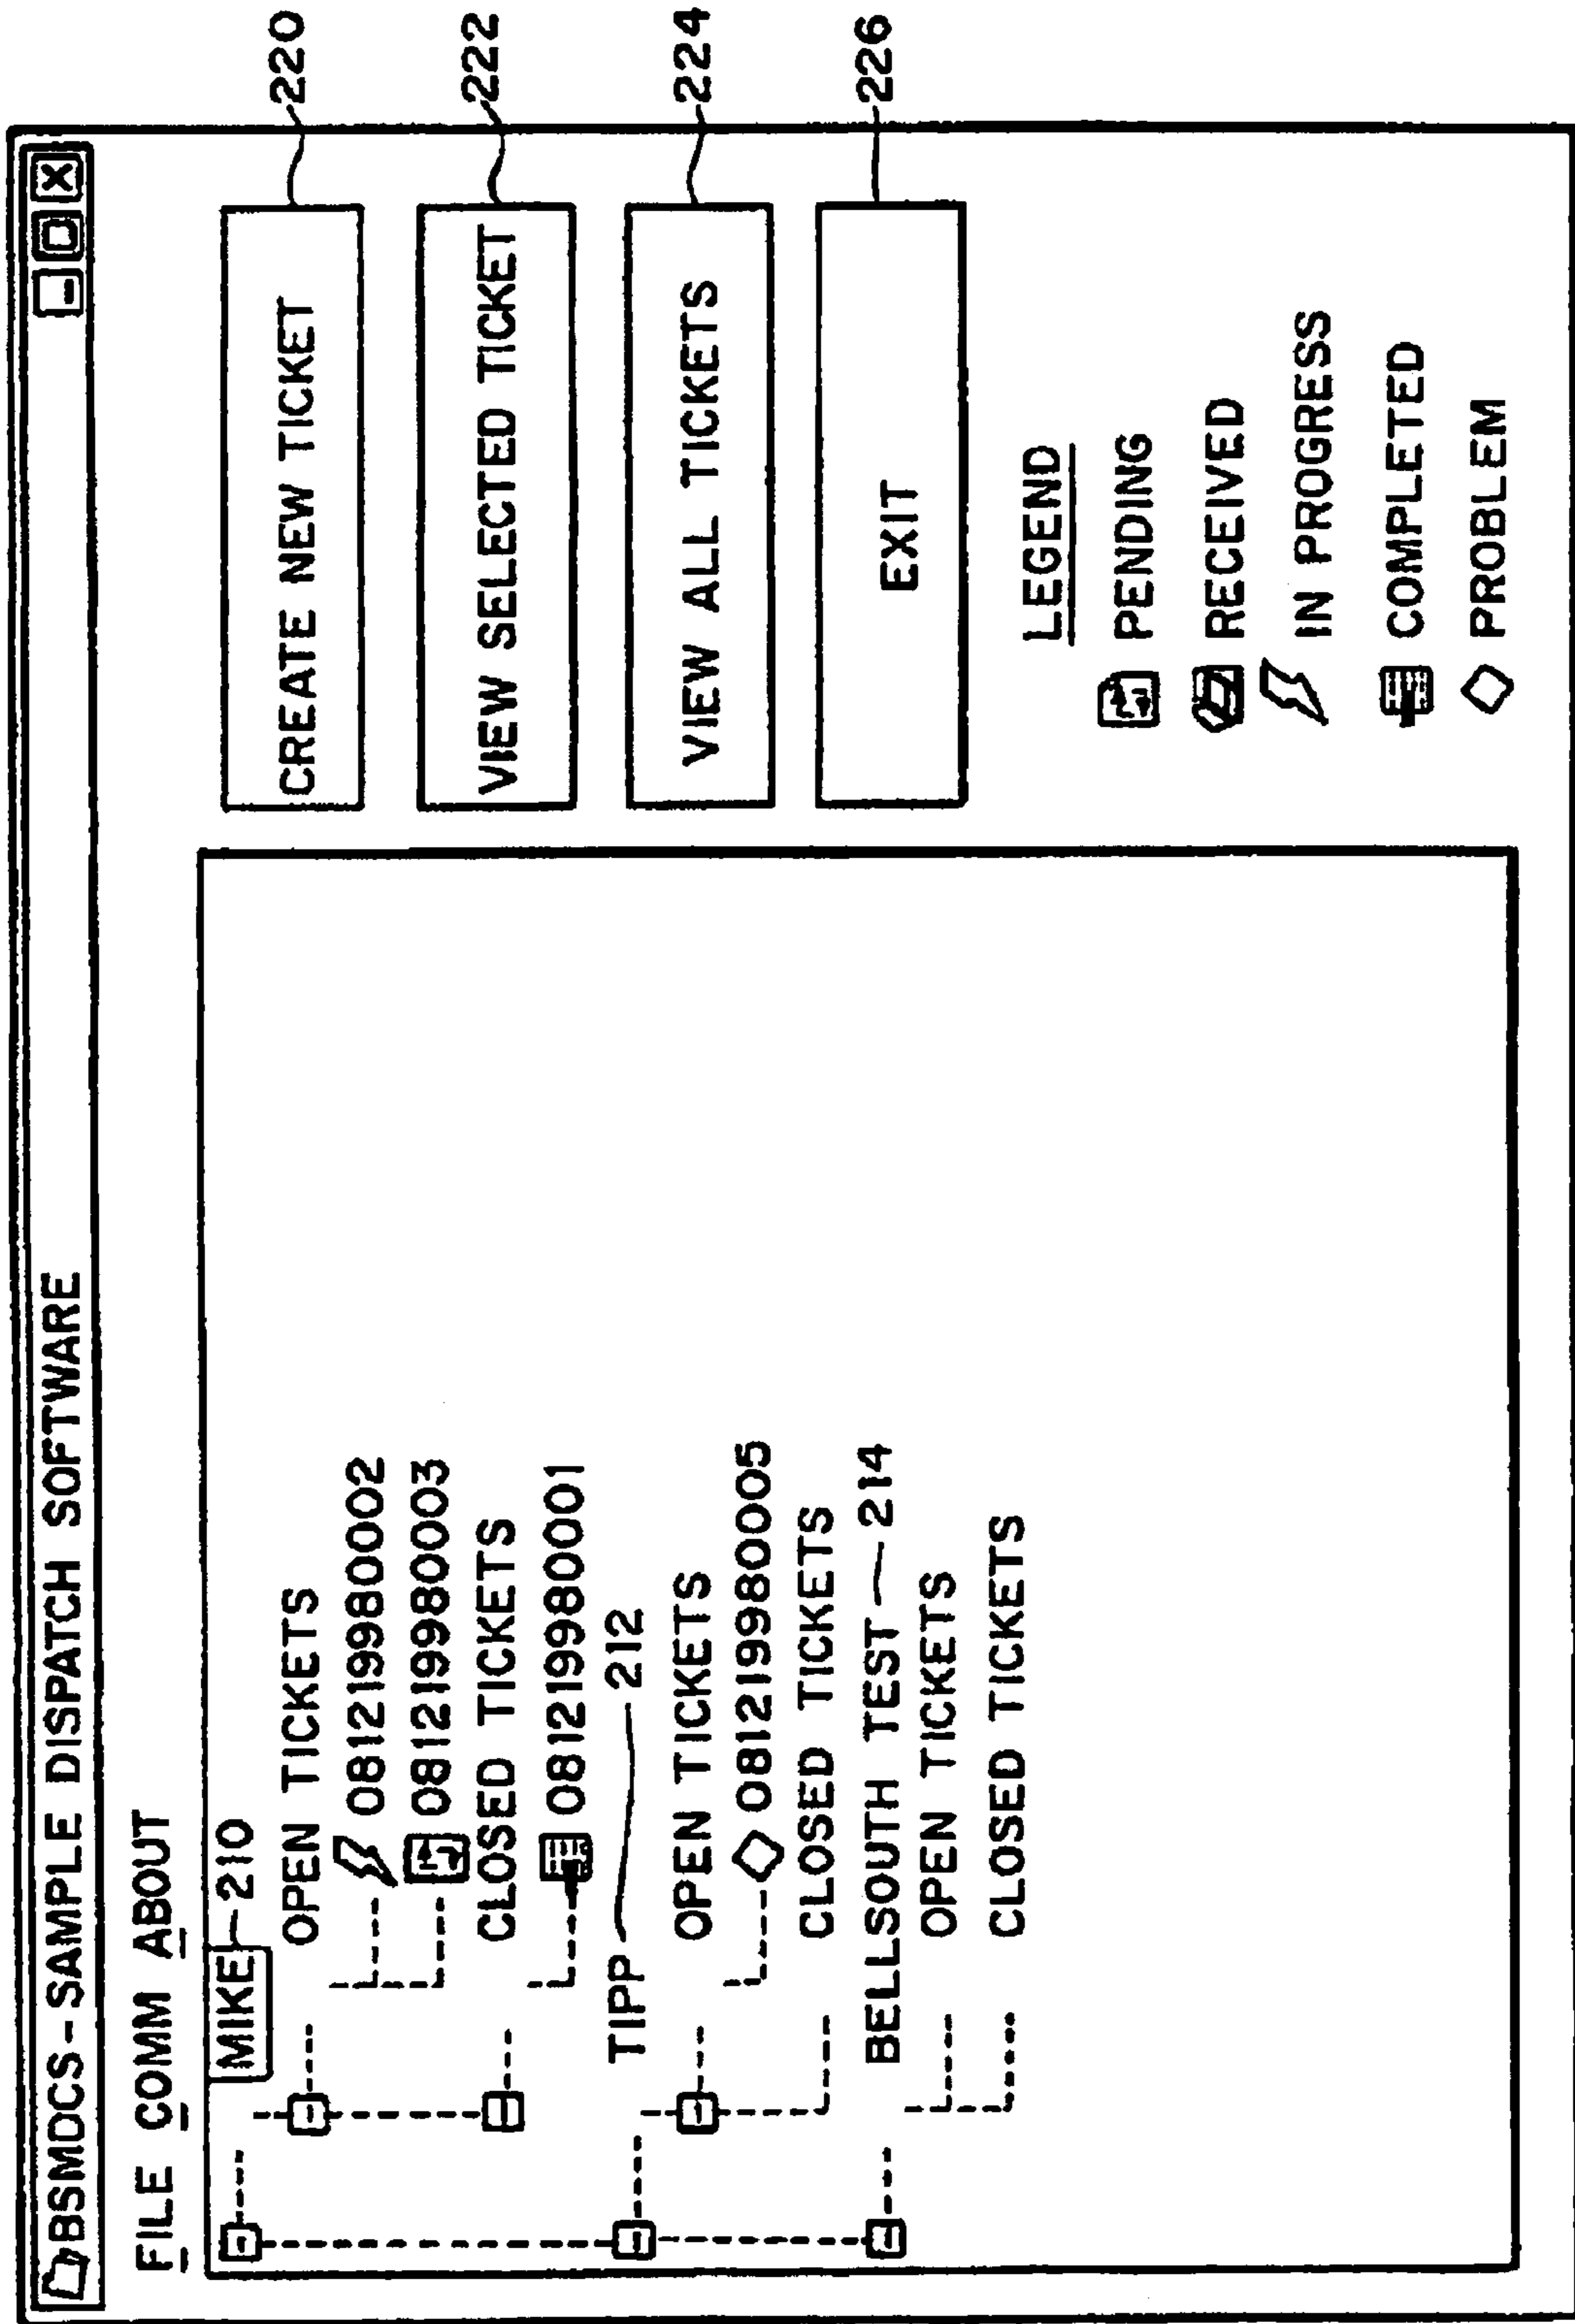 BSMDCS-SAMPLE DISPATCH SOFTWARE
FILE COMM ABOUT
MIKE 210
OPEN TICKETS
081219980002
081219980003
CLOSED TICKETS
081219980001
TIPP 212
OPEN TICKETS
081219980005
CLOSED TICKETS
BELLSOUTH TEST 214
OPEN TICKETS
CLOSED TICKETS
CREATE NEW TICKET 220
VIEW SELECTED TICKET 222
VIEW ALL TICKETS 224
EXIT 226
LEGEND
PENDING
RECEIVED
IN PROGRESS
COMPLETED
PROBLEM